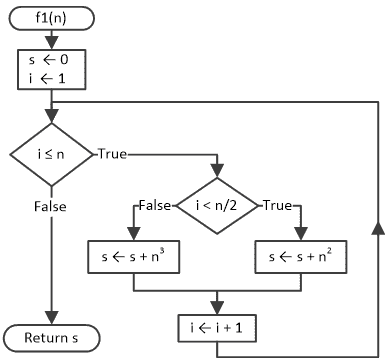 f1(n)
s ← 0
i ← 1
i ≤ n
True
False
i < n/2
False
True
s ← s + n³
s ← s + n²
i ← i + 1
Return s